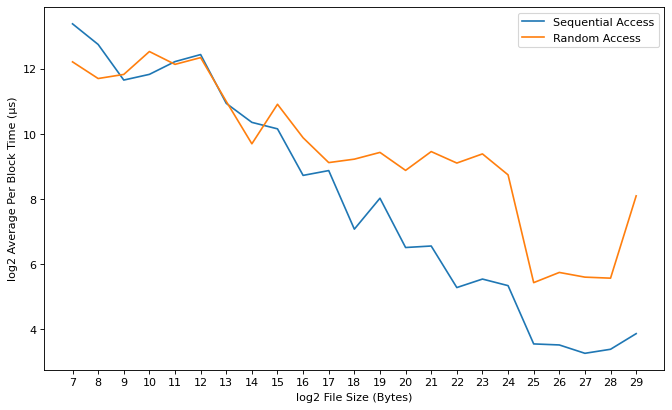 Sequential Access
Random Access
log2 Average Per Block Time (μs)
12
10
8
6
4
7 8 9 10 11 12 13 14 15 16 17 18 19 20 21 22 23 24 25 26 27 28 29
log2 File Size (Bytes)